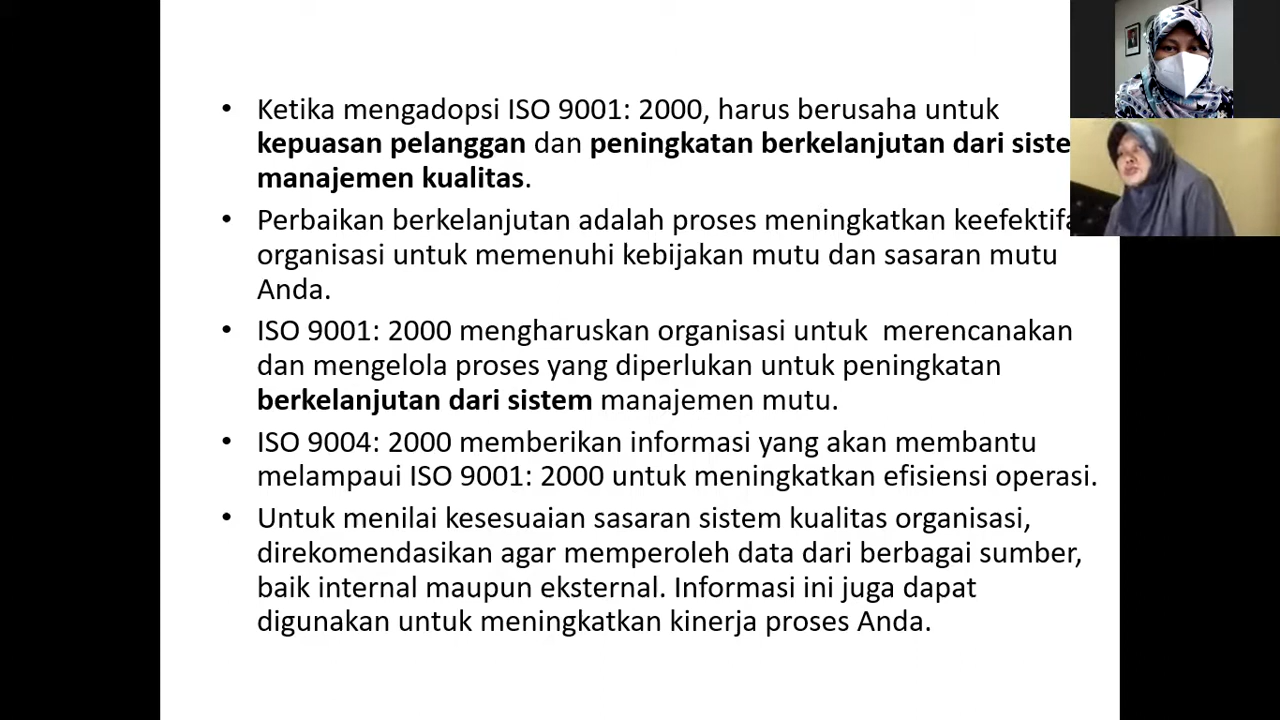 • Ketika mengadopsi ISO 9001: 2000, harus berusaha untuk
kepuasan pelanggan dan peningkatan berkelanjutan dari siste
manajemen kualitas.
• Perbaikan berkelanjutan adalah proses meningkatkan keefektifa
organisasi untuk memenuhi kebijakan mutu dan sasaran mutu
Anda.
• ISO 9001: 2000 mengharuskan organisasi untuk merencanakan
dan mengelola proses yang diperlukan untuk peningkatan
berkelanjutan dari sistem manajemen mutu.
• ISO 9004: 2000 memberikan informasi yang akan membantu
melampaui ISO 9001: 2000 untuk meningkatkan efisiensi operasi.
• Untuk menilai kesesuaian sasaran sistem kualitas organisasi,
direkomendasikan agar memperoleh data dari berbagai sumber,
baik internal maupun eksternal. Informasi ini juga dapat
digunakan untuk meningkatkan kinerja proses Anda.